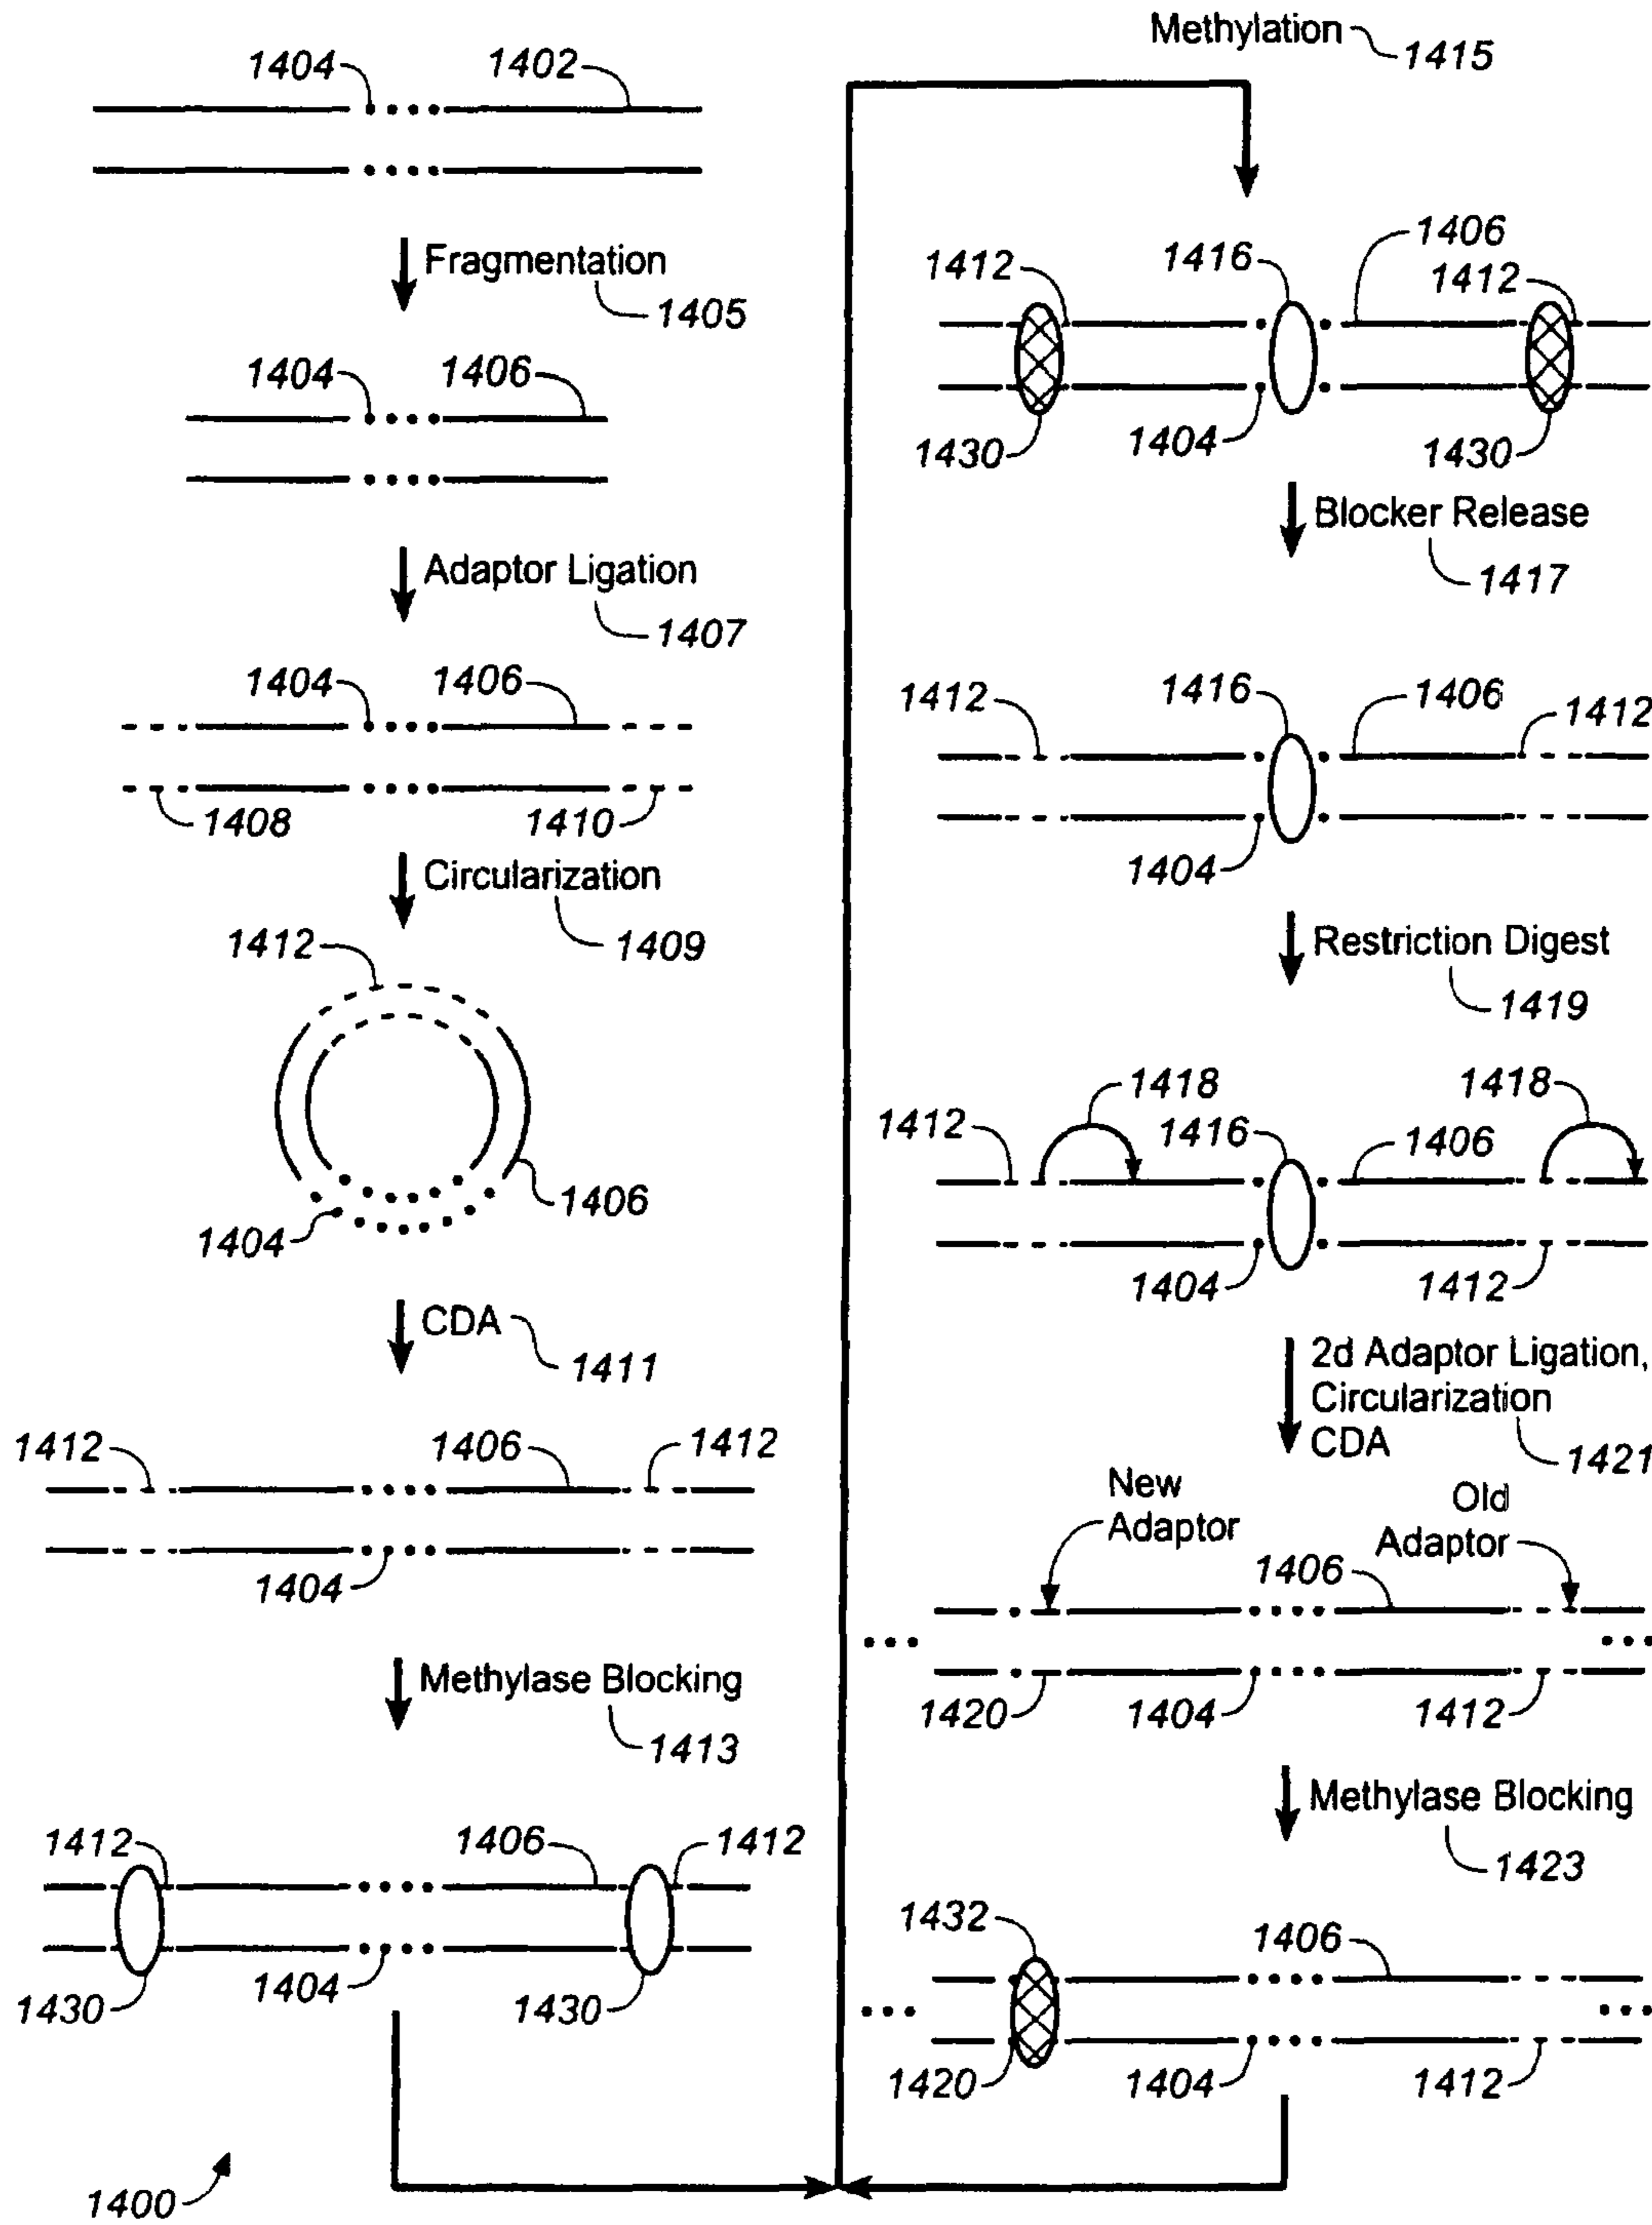 1404 1402
Fragmentation
1405
1404 1406
Adaptor Ligation
1407
1404 1406
1408 1410
Circularization
1409
1412
1406
1404
CDA
1411
1412 1406 1412
1404
Methylase Blocking
1413
1412 1406 1412
1430 1404 1430
1400
Methylation
1415
1406
1412 1416 1412
1430 1404 1430
Blocker Release
1417
1412 1416 1406 1412
1404
Restriction Digest
1419
1418 1418
1412 1416 1406
1404 1412
2d Adaptor Ligation,
Circularization
CDA
1421
New
Adaptor
Old
Adaptor
1406
1420 1404 1412
Methylase Blocking
1423
1432 1406
1420 1404 1412